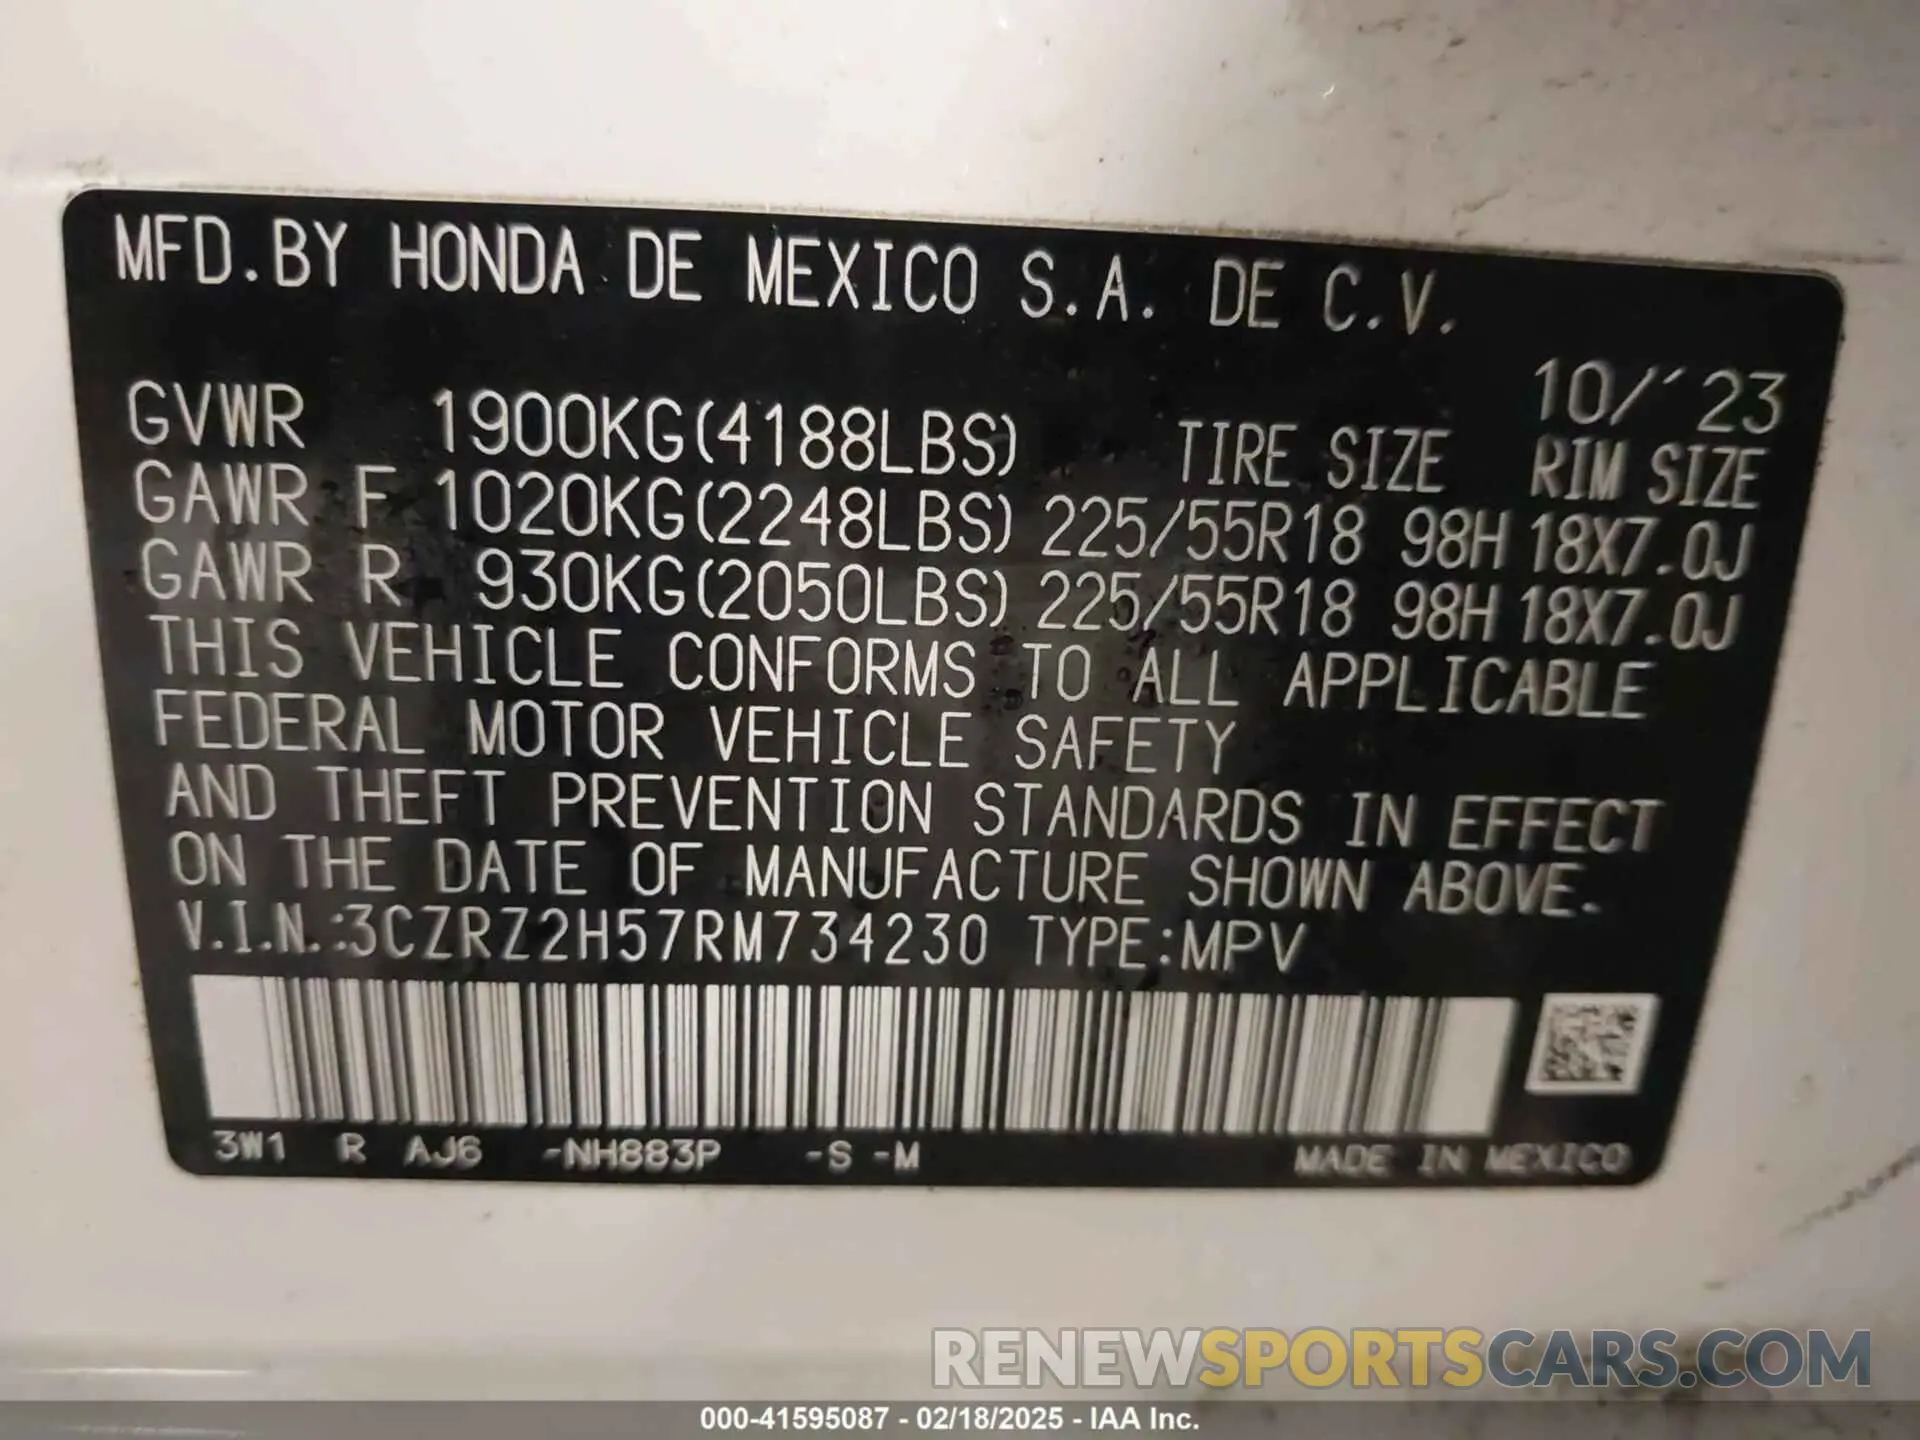 MFD.BY HONDA DE MEXICO S.A. DE C.V.
10/'23
GVWR 1900KG(4188LBS) TIRE SIZE RIM SIZE
GAWR F 1020KG(2248LBS) 225/55R18 98H 18X7.0J
GAWR R 930KG(2050LBS) 225/55R18 98H 18X7.0J
THIS VEHICLE CONFORMS TO ALL APPLICABLE
FEDERAL MOTOR VEHICLE SAFETY
AND THEFT PREVENTION STANDARDS IN EFFECT
ON THE DATE OF MANUFACTURE SHOWN ABOVE.
V.I.N.:3CZRZ2H57RM734230 TYPE:MPV
3W1 R AJ6 -NH883P -S -M MADE IN MEXICO
RENEWSPORTSCARS.COM
000-41595087 - 02/18/2025 - IAA Inc.